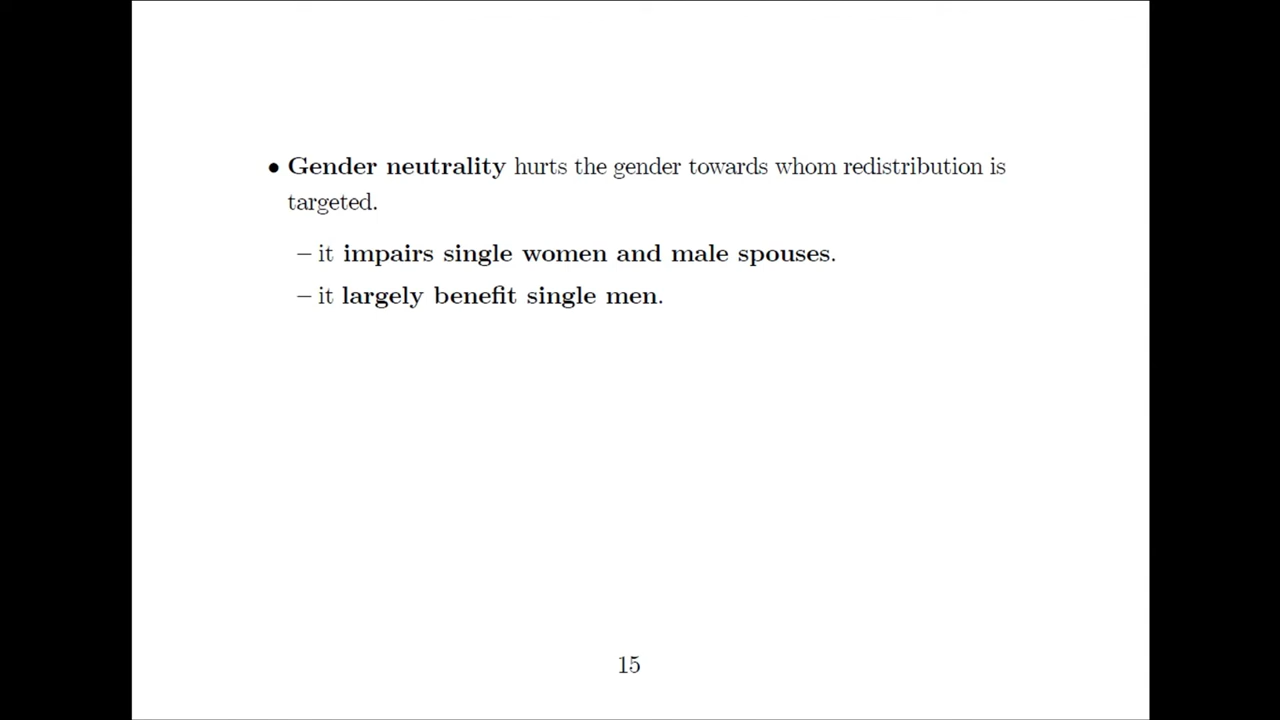 • Gender neutrality hurts the gender towards whom redistribution is
targeted.
– it impairs single women and male spouses.
– it largely benefit single men.
15